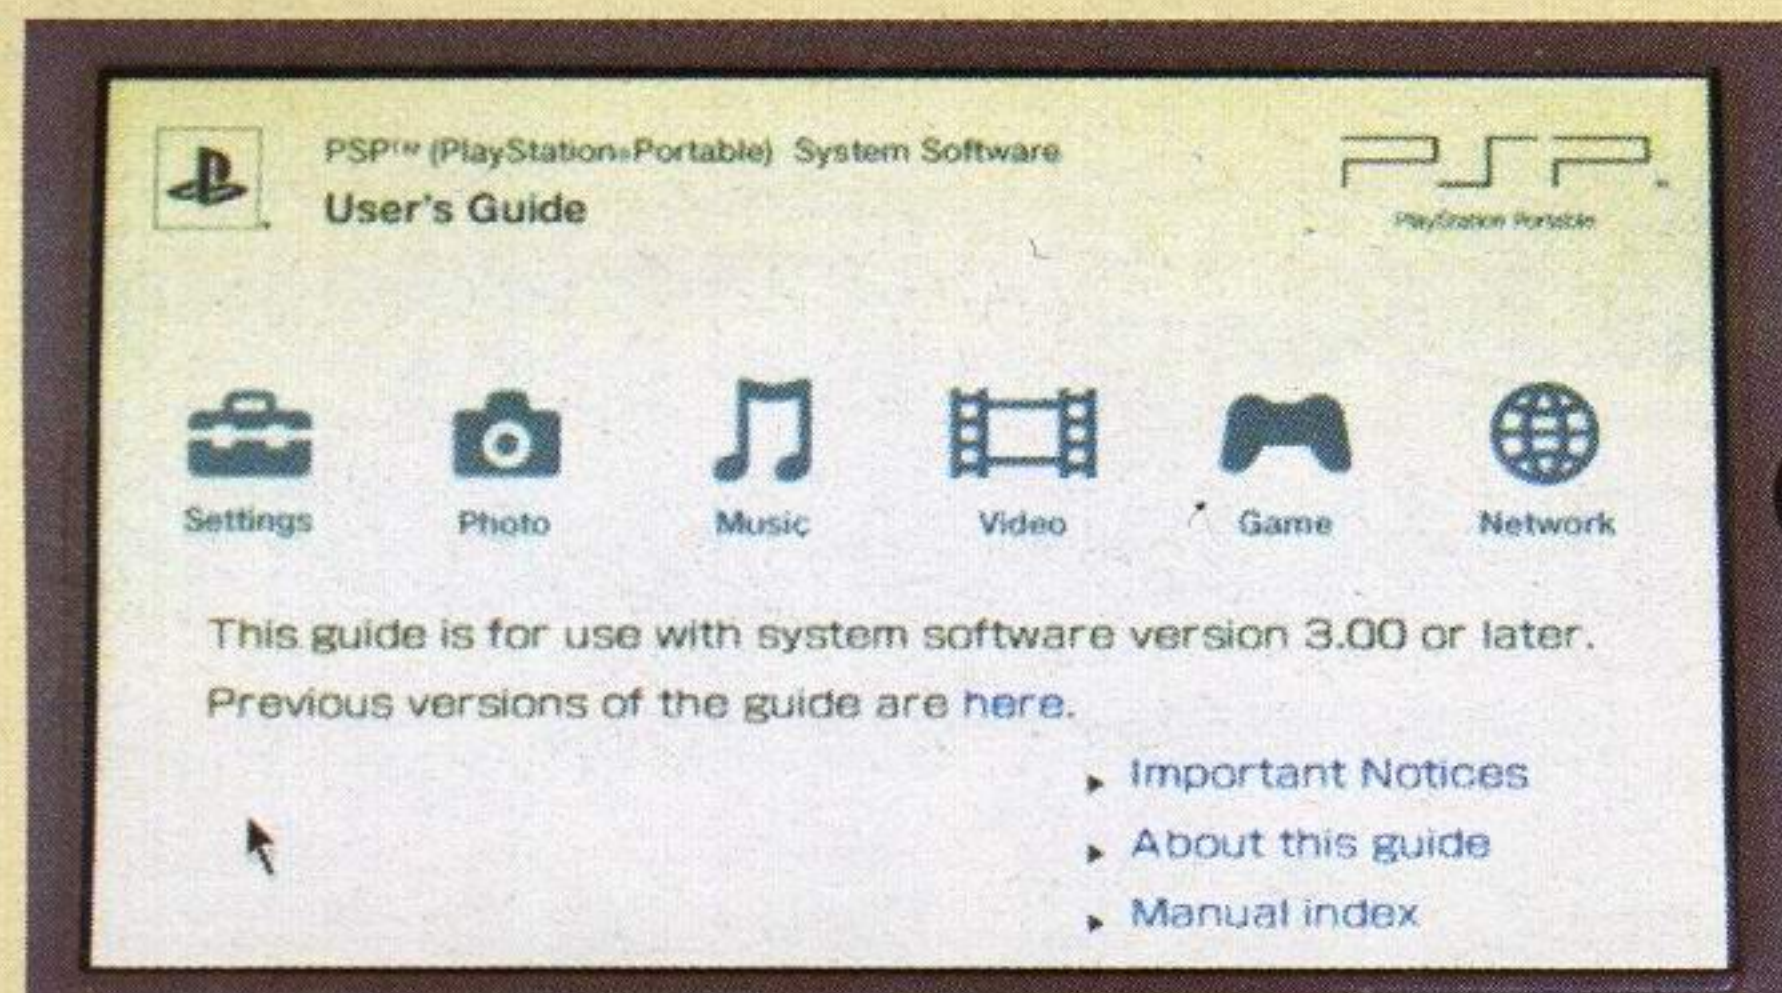 PSP™ (PlayStation®Portable) System Software
User's Guide
PSP™
PlayStation Portable
Settings
Photo
Music
Video
Game
Network
This guide is for use with system software version 3.00 or later.
Previous versions of the guide are here.
Important Notices
About this guide
Manual index